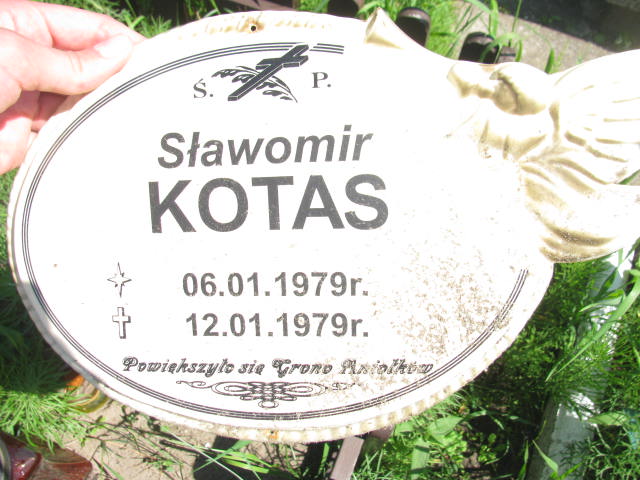 Ś. P.
Sławomir
KOTAS
06.01.1979r.
12.01.1979r.
Powiększyło się Grono Aniołków